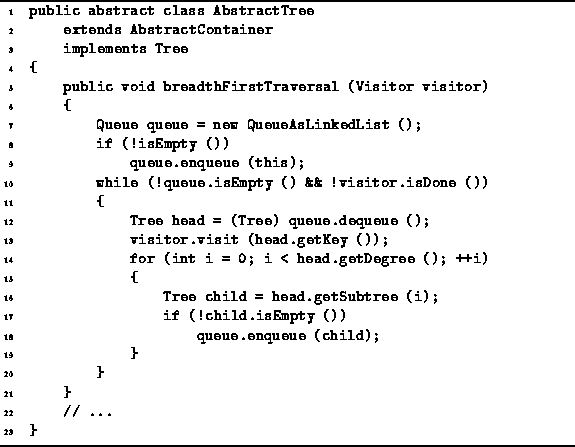 1 public abstract class AbstractTree
2 extends AbstractContainer
3 implements Tree
4 {
5 public void breadthFirstTraversal (Visitor visitor)
6 {
7 Queue queue = new QueueAsLinkedList ();
8 if (!isEmpty ())
9 queue.enqueue (this);
10 while (!queue.isEmpty () && !visitor.isDone ())
11 {
12 Tree head = (Tree) queue.dequeue ();
13 visitor.visit (head.getKey ());
14 for (int i = 0; i < head.getDegree (); ++i)
15 {
16 Tree child = head.getSubtree (i);
17 if (!child.isEmpty ())
18 queue.enqueue (child);
19 }
20 }
21 }
22 // ...
23 }